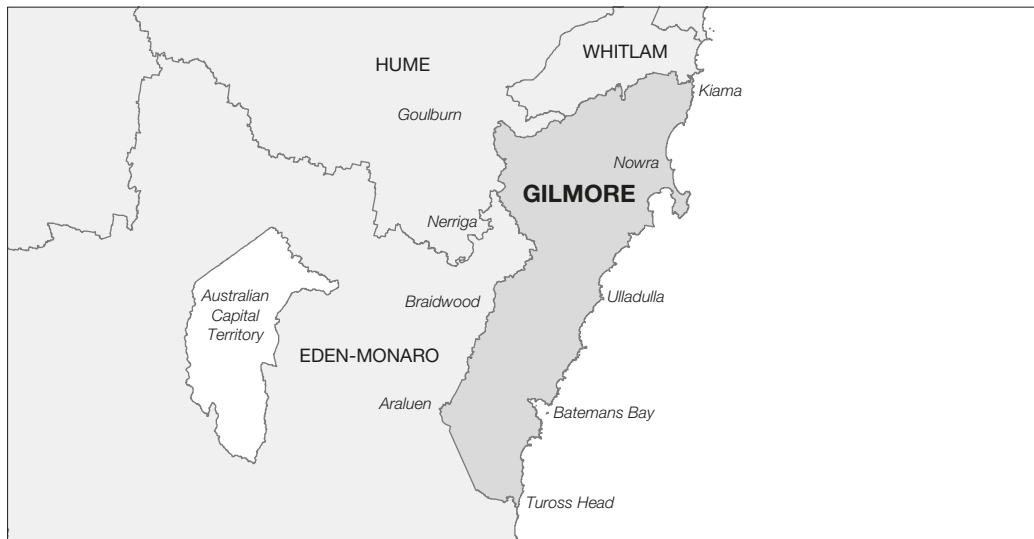 WHITLAM
HUME
Kiama
Goulburn
Nowra
GILMORE
Nerriga
Australian
Capital
Territory
Braidwood
Ulladulla
EDEN-MONARO
Araluen
Batemans Bay
Tuross Head